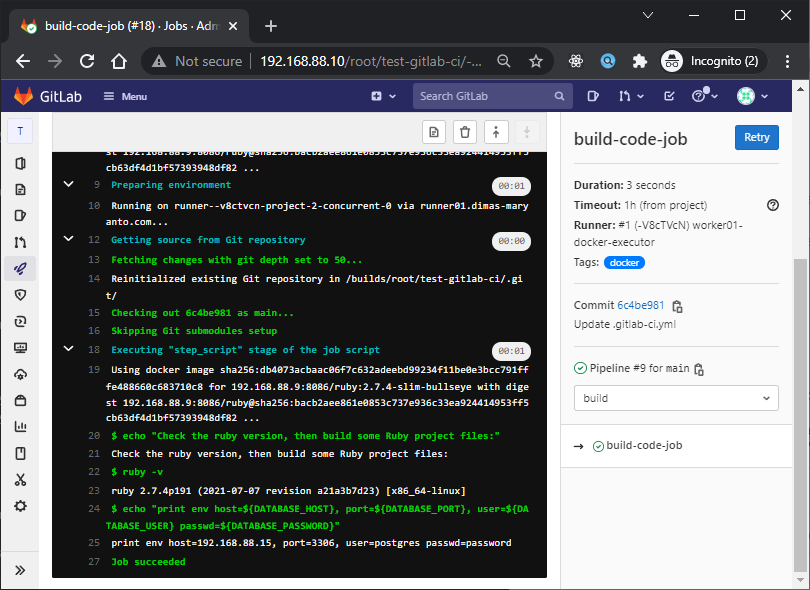 build-code-job (#18) · Jobs · Adm
Not secure
192.168.88.10/root/test-gitlab-ci/-...
Incognito (2)
GitLab
Menu
Search GitLab
T
st 192.168.88.9:8086/ruby@sha256:bacb2aee861e0853c737e936c33ea924414953ff5
cb63df4d1bf57393948df82 ...
9 Preparing environment 00:01
10 Running on runner--v8ctvcn-project-2-concurrent-0 via runner01.dimas-mary
anto.com...
12 Getting source from Git repository 00:00
13 Fetching changes with git depth set to 50...
14 Reinitialized existing Git repository in /builds/root/test-gitlab-ci/.gi
t/
15 Checking out 6c4be981 as main...
16 Skipping Git submodules setup
18 Executing "step_script" stage of the job script 00:01
19 Using docker image sha256:db4073acbaac06f7c632adeebd99234f11be0e3bcc791ff
fe488660c683710c8 for 192.168.88.9:8086/ruby:2.7.4-slim-bullseye with dig
est 192.168.88.9:8086/ruby@sha256:bacb2aee861e0853c737e936c33ea924414953ff5
cb63df4d1bf57393948df82 ...
20 $ echo "Check the ruby version, then build some Ruby project files:"
21 Check the ruby version, then build some Ruby project files:
22 $ ruby -v
23 ruby 2.7.4p191 (2021-07-07 revision a21a3b7d23) [x86_64-linux]
24 $ echo "print env host=${DATABASE_HOST}, port=${DATABASE_PORT}, user=${DA
TABASE_USER} passwd=${DATABASE_PASSWORD}"
25 print env host=192.168.88.15, port=3306, user=postgres passwd=password
27 Job succeeded
build-code-job
Retry
Duration: 3 seconds
Timeout: 1h (from project)
Runner: #1 (-V8cTVcN) worker01-
docker-executor
Tags: docker
Commit 6c4be981
Update .gitlab-ci.yml
Pipeline #9 for main
build
→ build-code-job